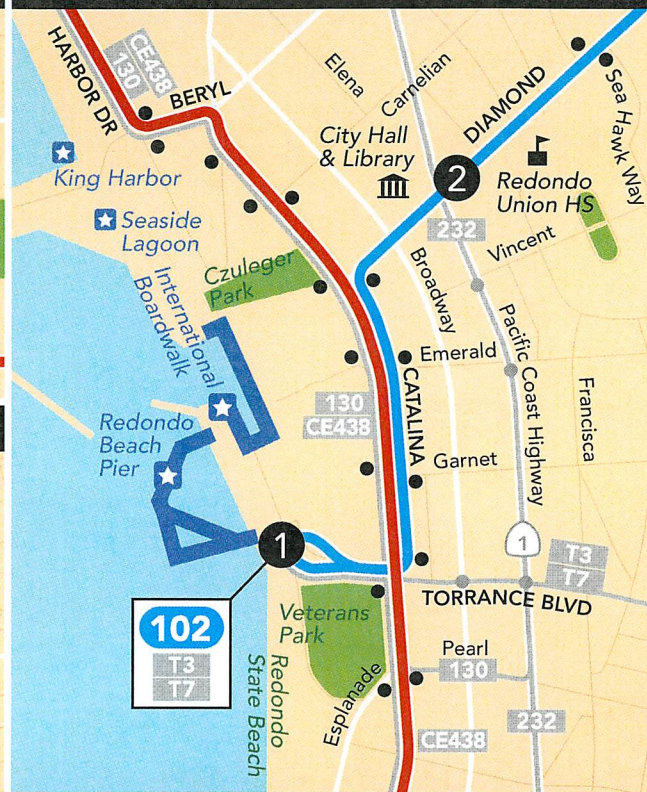 HARBOR DR
CE438
130
BERYL
Elena
Carnelian
DIAMOND
Sea Hawk Way
City Hall
& Library
2
Redondo
Union HS
King Harbor
232
Seaside
Lagoon
Vincent
Czuleger
Park
Broadway
International
Boardwalk
Pacific Coast Highway
Emerald
CATALINA
130
CE438
Francisca
Redondo
Beach
Pier
Garnet
1
1
T3
T7
TORRANCE BLVD
102
T3
T7
Veterans
Park
Redondo
State Beach
Pearl
130
Esplanade
232
CE438